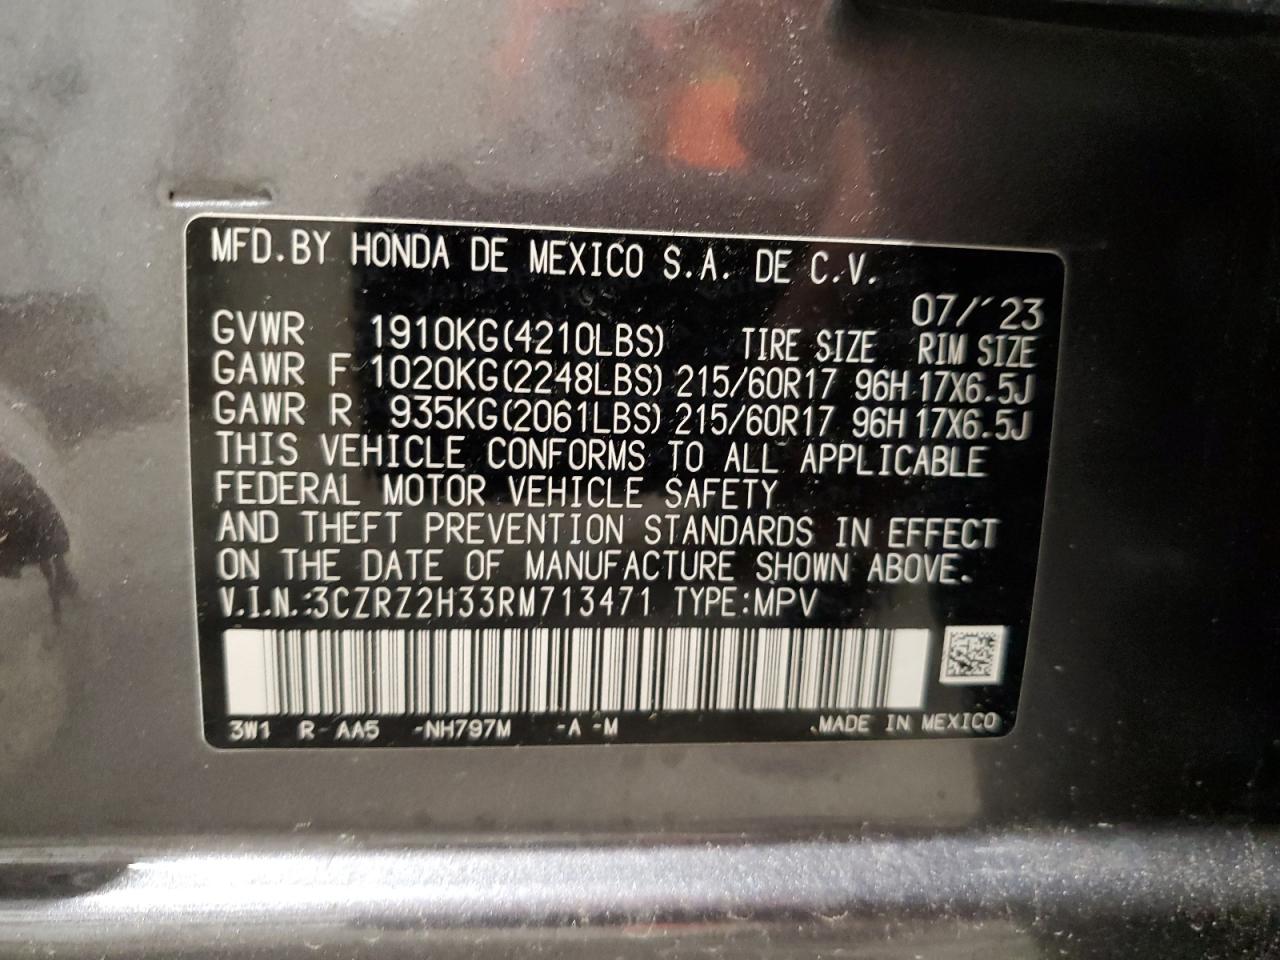 MFD.BY HONDA DE MEXICO S.A. DE C.V.
07/'23
GVWR 1910KG(4210LBS) TIRE SIZE RIM SIZE
GAWR F 1020KG(2248LBS) 215/60R17 96H 17X6.5J
GAWR R 935KG(2061LBS) 215/60R17 96H 17X6.5J
THIS VEHICLE CONFORMS TO ALL APPLICABLE
FEDERAL MOTOR VEHICLE SAFETY
AND THEFT PREVENTION STANDARDS IN EFFECT
ON THE DATE OF MANUFACTURE SHOWN ABOVE.
V.I.N.:3CZRZ2H33RM713471 TYPE:MPV
3W1 R-AA5 -NH797M -A -M MADE IN MEXICO